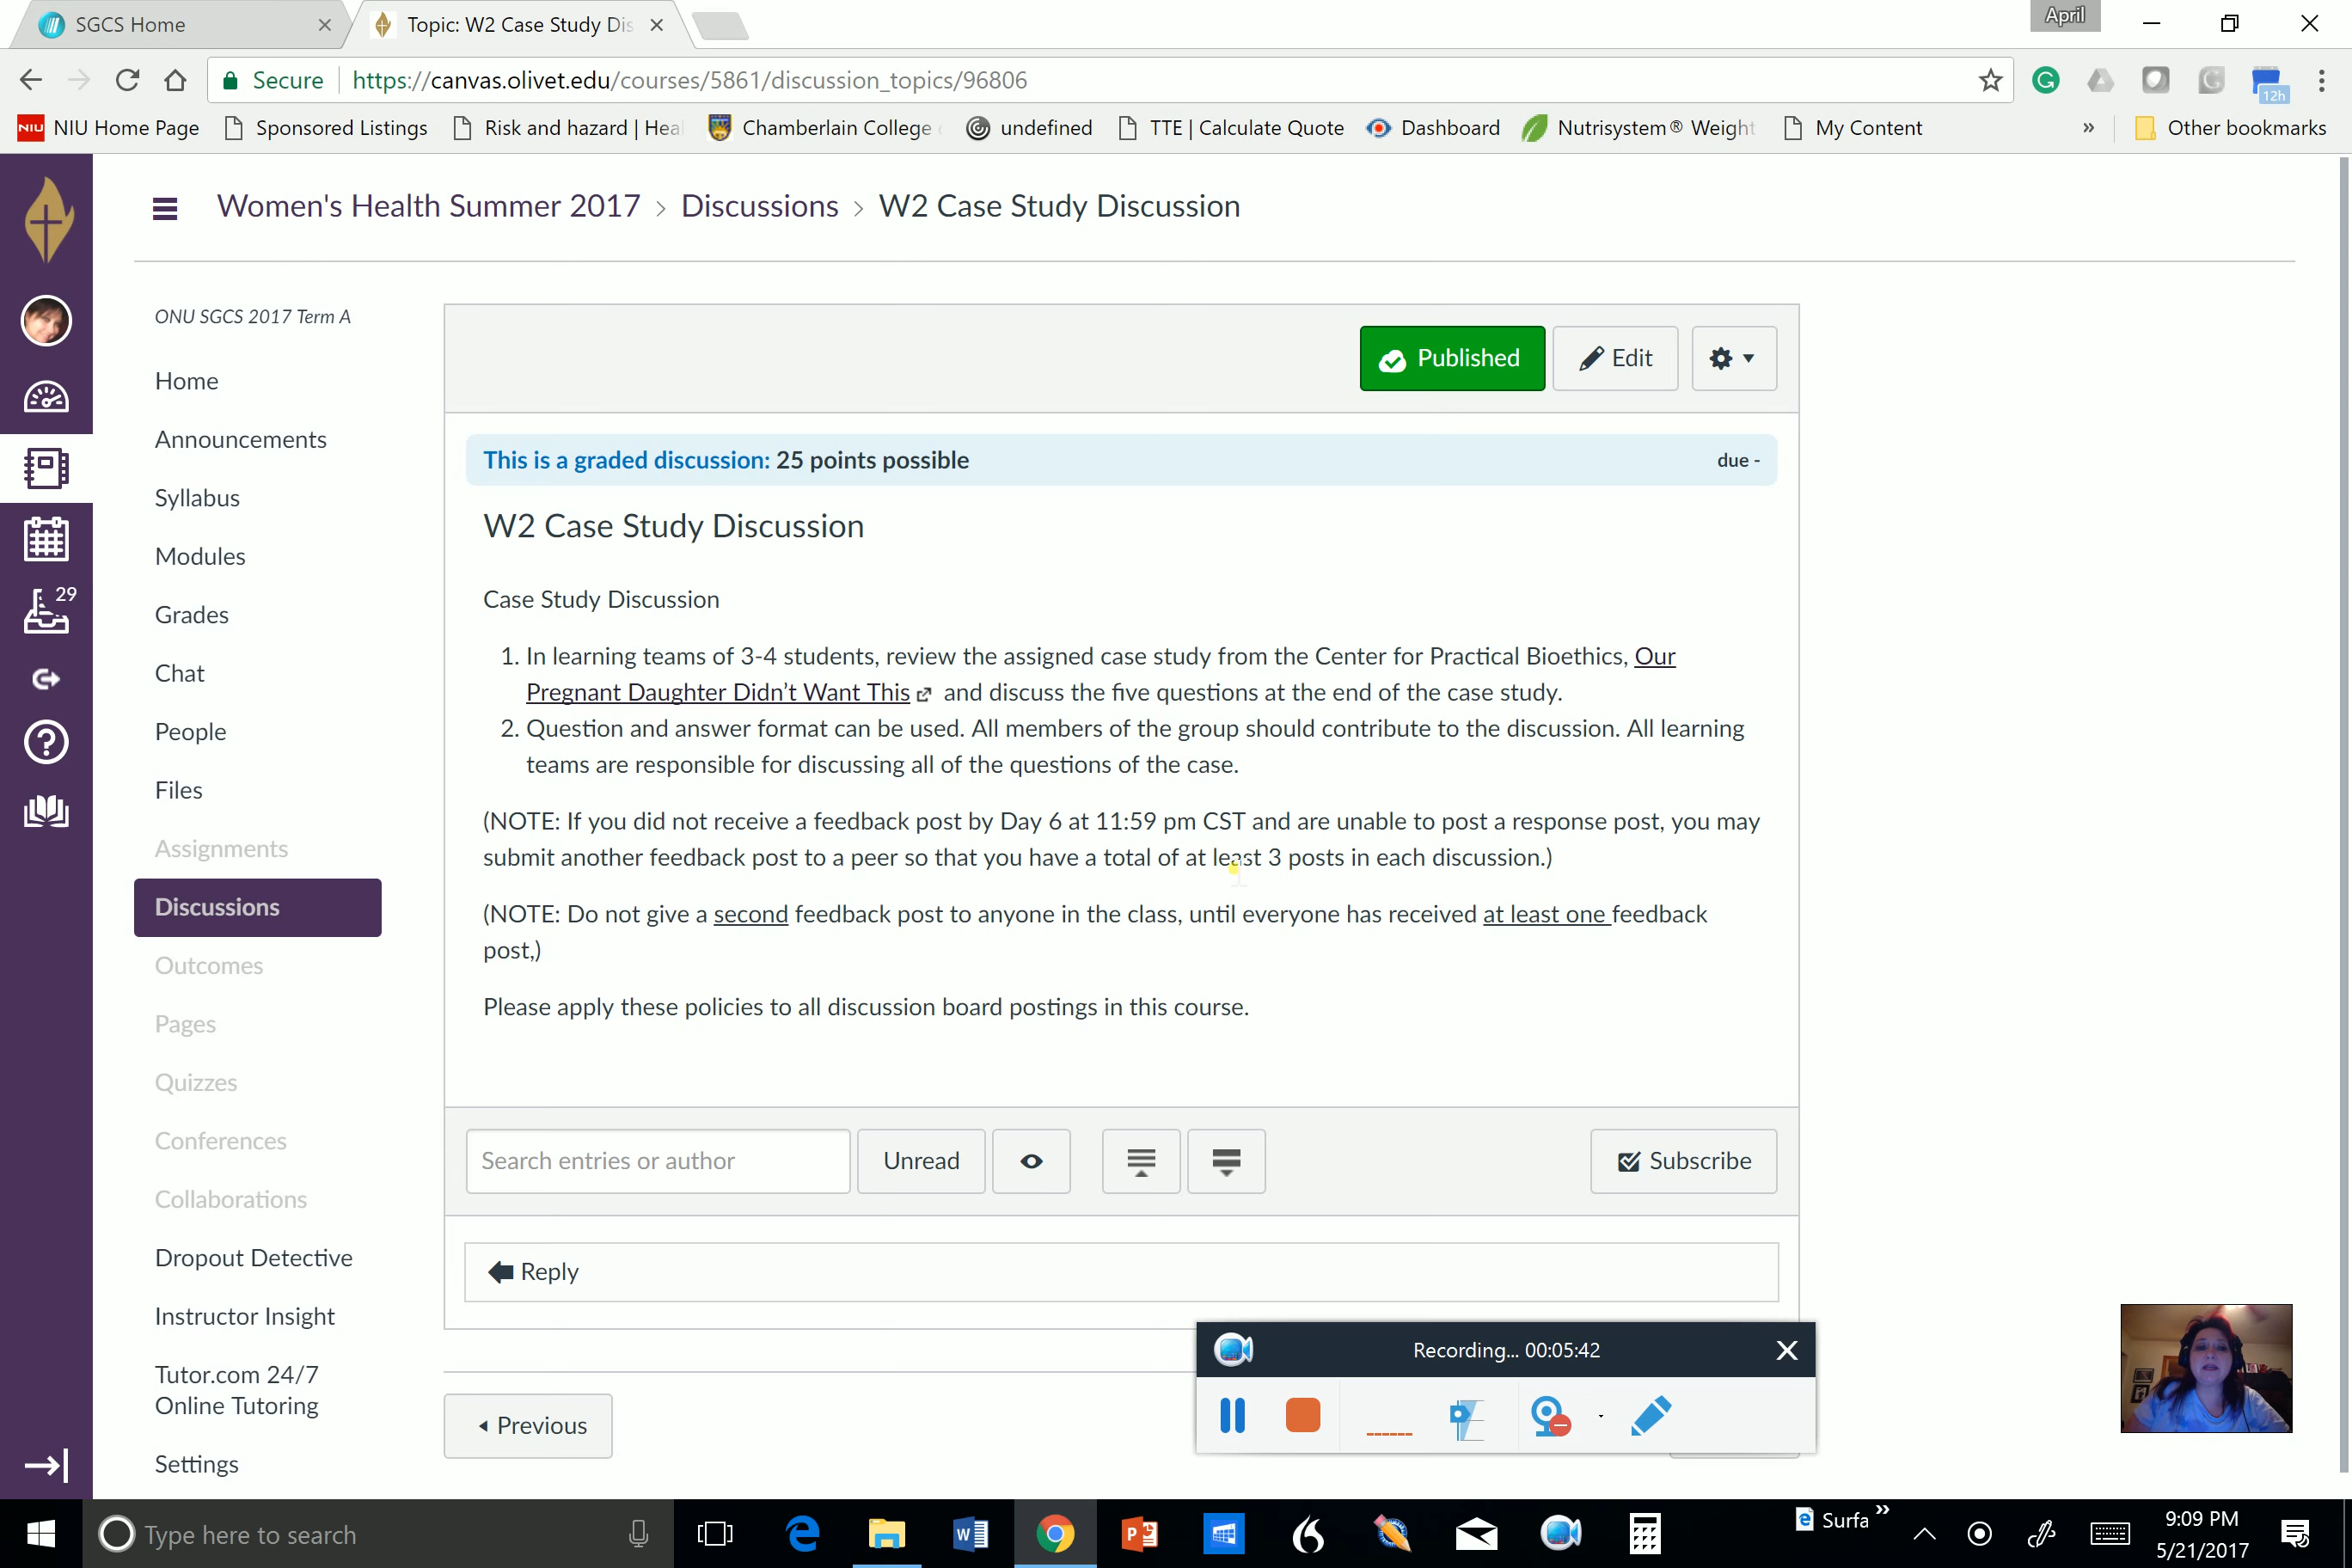 SGCS Home
Topic: W2 Case Study Dis
April
Secure
https://canvas.olivet.edu/courses/5861/discussion_topics/96806
12h
NIU
NIU Home Page
Sponsored Listings
Risk and hazard | Heal
Chamberlain College
undefined
TTE | Calculate Quote
Dashboard
Nutrisystem® Weight
My Content
»
Other bookmarks
Women's Health Summer 2017 > Discussions > W2 Case Study Discussion
29
ONU SGCS 2017 Term A
Home
Announcements
Syllabus
Modules
Grades
Chat
People
Files
Assignments
Discussions
Outcomes
Pages
Quizzes
Conferences
Collaborations
Dropout Detective
Instructor Insight
Tutor.com 24/7
Online Tutoring
Settings
Published
Edit
This is a graded discussion: 25 points possible
due -
W2 Case Study Discussion
Case Study Discussion
1. In learning teams of 3-4 students, review the assigned case study from the Center for Practical Bioethics, Our
Pregnant Daughter Didn't Want This and discuss the five questions at the end of the case study.
2. Question and answer format can be used. All members of the group should contribute to the discussion. All learning
teams are responsible for discussing all of the questions of the case.
(NOTE: If you did not receive a feedback post by Day 6 at 11:59 pm CST and are unable to post a response post, you may
submit another feedback post to a peer so that you have a total of at least 3 posts in each discussion.)
(NOTE: Do not give a second feedback post to anyone in the class, until everyone has received at least one feedback
post,)
Please apply these policies to all discussion board postings in this course.
Search entries or author
Unread
Subscribe
Reply
Previous
Recording... 00:05:42
Type here to search
Surfa
»
9:09 PM
5/21/2017